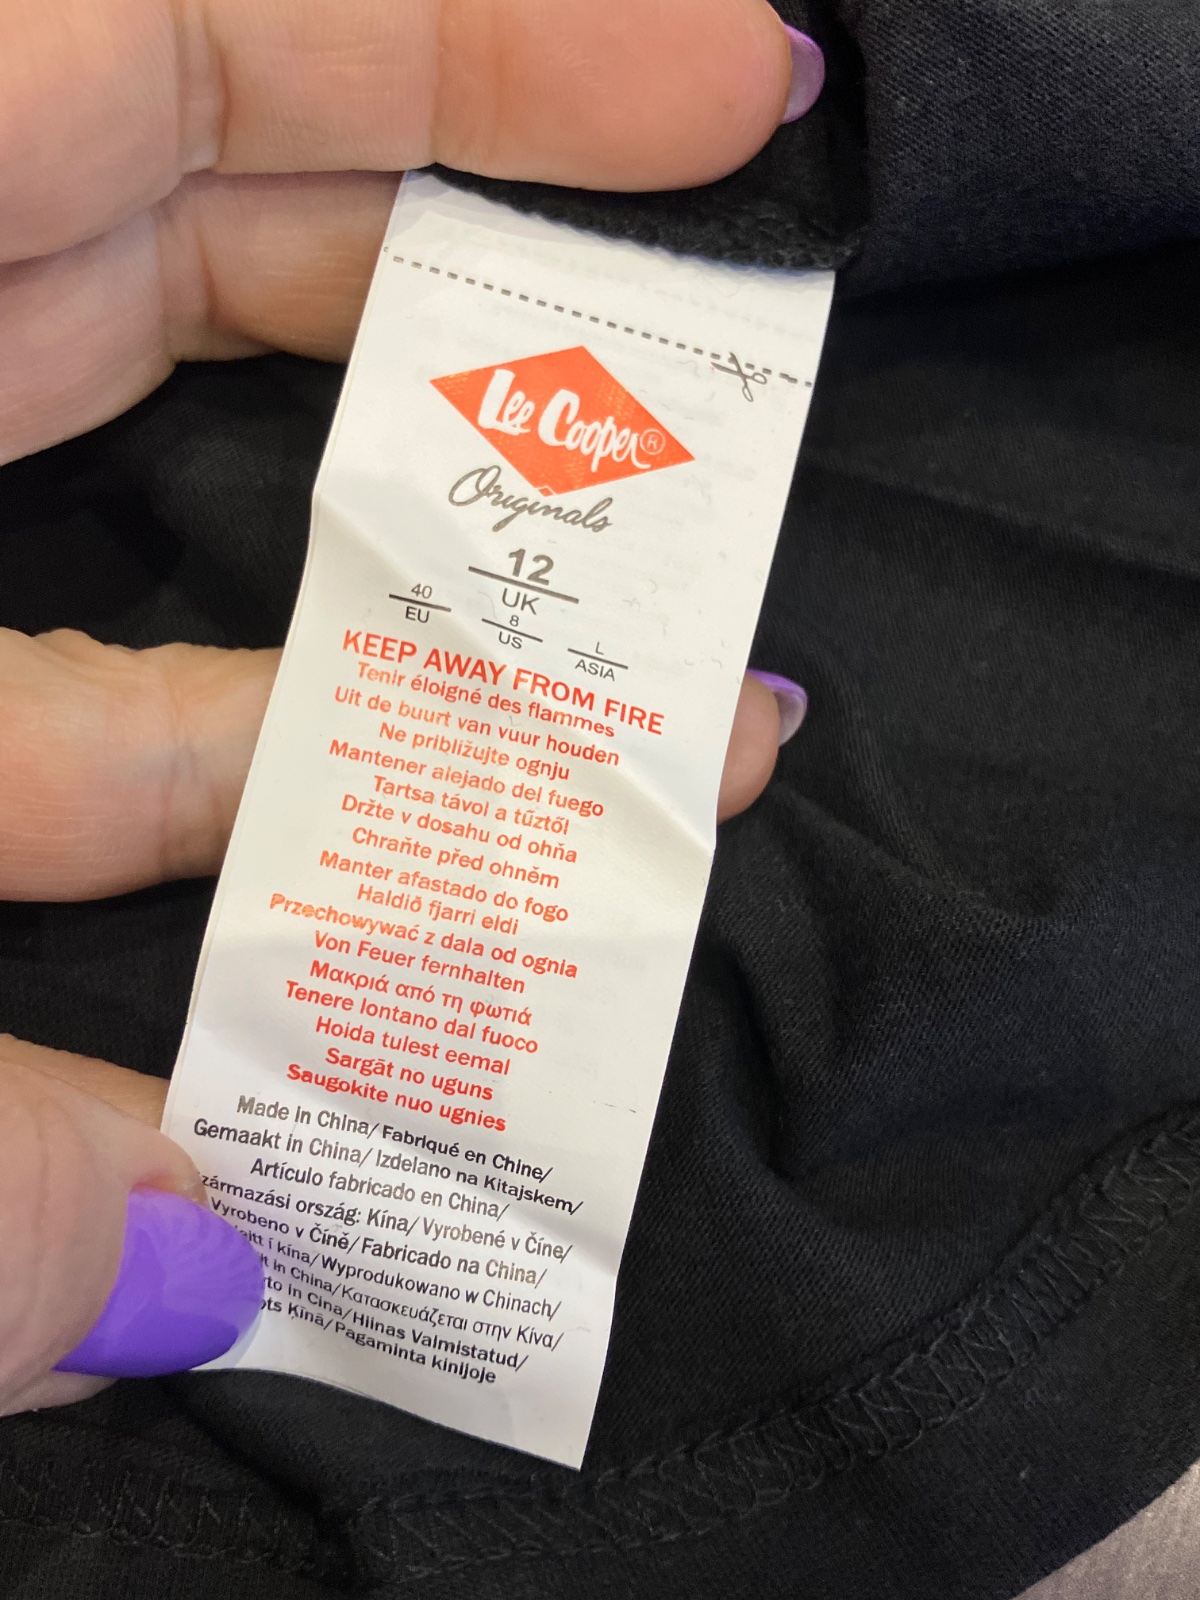 Lee Cooper®
Originals
12
UK
40
EU
8
US
L
ASIA
KEEP AWAY FROM FIRE
Tenir éloigné des flammes
Uit de buurt van vuur houden
Ne približujte ognju
Mantener alejado del fuego
Tartsa távol a tűztől
Držte v dosahu od ohňa
Chraňte před ohněm
Manter afastado do fogo
Haldið fjarri eldi
Przechowywać z dala od ognia
Von Feuer fernhalten
Μακριά από τη φωτιά
Tenere lontano dal fuoco
Hoida tulest eemal
Sargāt no uguns
Saugokite nuo ugnies
Made in China/Fabriqué en Chine/
Gemaakt in China/Izdelano na Kitajskem/
Artículo fabricado en China/
ország: Kína/Vyrobené v Číne/
Vyrobeno v Číně/Fabricado na China/
í kína/Wyprodukowano w Chinach/
in China/Κατασκευάζεται στην Κίνα/
in Cina/Hiinas Valmistatud/
Ķīnā/Pagaminta kinijoje